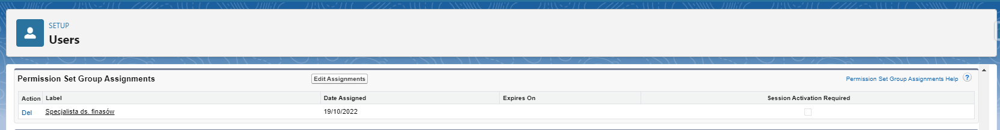 SETUP
Users
Permission Set Group Assignments Edit Assignments Permission Set Group Assignments Help ?
Action Label Date Assigned Expires On Session Activation Required
Del Specjalista ds. finasów 19/10/2022